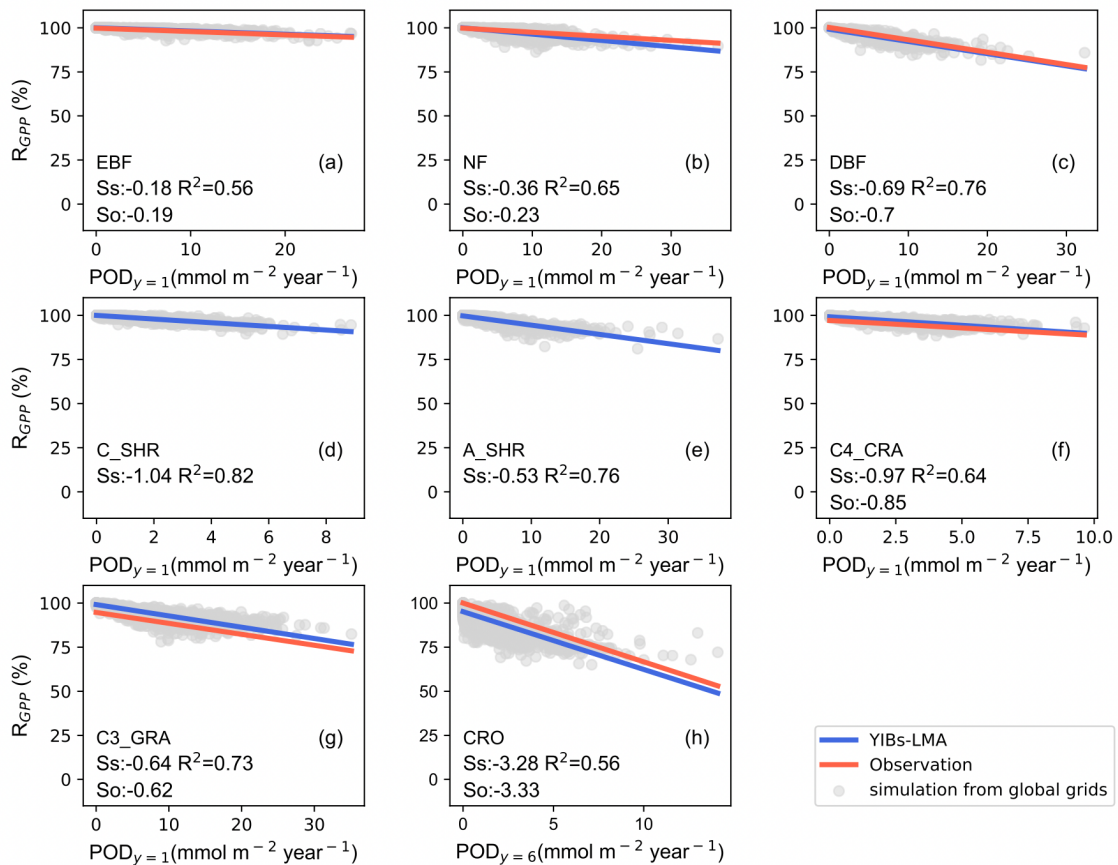 100
75
50
25
0
R_GPP (%)
EBF (a)
Ss:-0.18 R²=0.56
So:-0.19
0 10 20
POD_y=1(mmol m⁻² year⁻¹)
100
75
50
25
0
NF (b)
Ss:-0.36 R²=0.65
So:-0.23
0 10 20 30
POD_y=1(mmol m⁻² year⁻¹)
100
75
50
25
0
DBF (c)
Ss:-0.69 R²=0.76
So:-0.7
0 10 20 30
POD_y=1(mmol m⁻² year⁻¹)
100
75
50
25
0
R_GPP (%)
C_SHR (d)
Ss:-1.04 R²=0.82
0 2 4 6 8
POD_y=1(mmol m⁻² year⁻¹)
100
75
50
25
0
A_SHR (e)
Ss:-0.53 R²=0.76
0 10 20 30
POD_y=1(mmol m⁻² year⁻¹)
100
75
50
25
0
C4_CRA (f)
Ss:-0.97 R²=0.64
So:-0.85
0.0 2.5 5.0 7.5 10.0
POD_y=1(mmol m⁻² year⁻¹)
100
75
50
25
0
R_GPP (%)
C3_GRA (g)
Ss:-0.64 R²=0.73
So:-0.62
0 10 20 30
POD_y=1(mmol m⁻² year⁻¹)
100
75
50
25
0
CRO (h)
Ss:-3.28 R²=0.56
So:-3.33
0 5 10
POD_y=6(mmol m⁻² year⁻¹)
YIBs-LMA
Observation
simulation from global grids